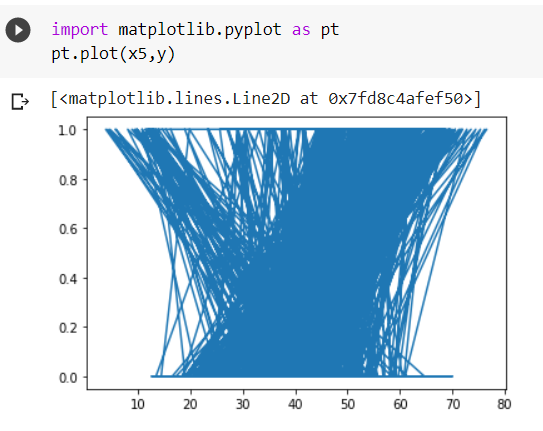 import matplotlib.pyplot as pt
pt.plot(x5,y)
[<matplotlib.lines.Line2D at 0x7fd8c4afef50>]
1.0
0.8
0.6
0.4
0.2
0.0
10 20 30 40 50 60 70 80